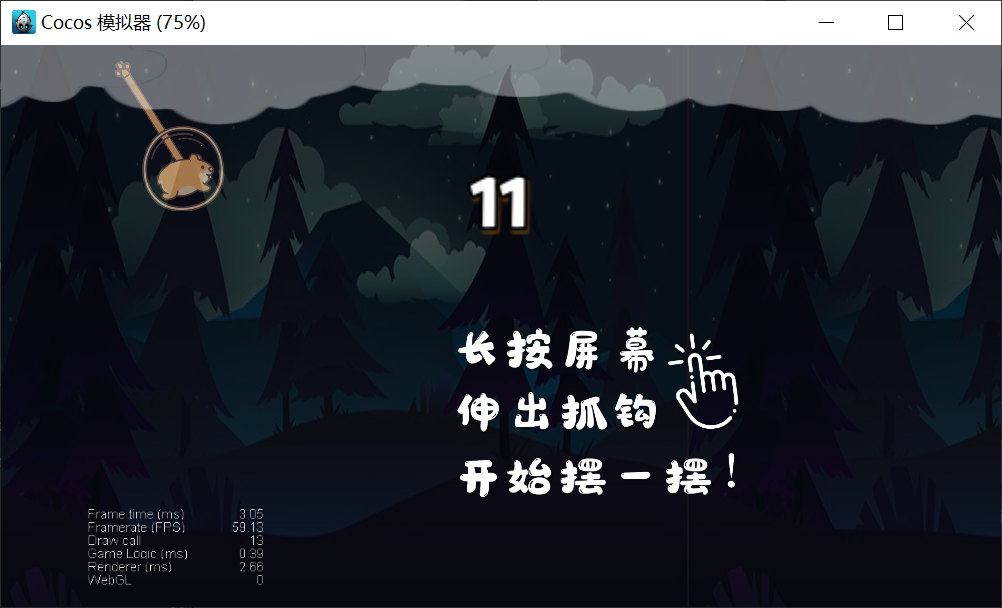 Cocos 模拟器 (75%)
11
长按屏幕
伸出抓钩
开始摆一摆!
Frame time (ms) 3.05
Framerate (FPS) 59.13
Draw call 13
Game Logic (ms) 0.39
Renderer (ms) 2.66
WebGL 0